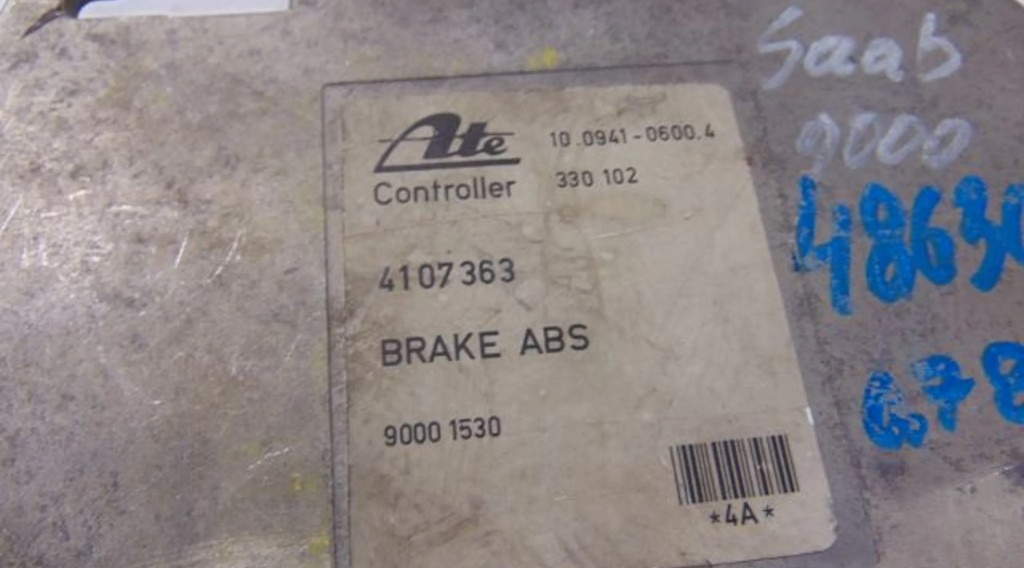 Saab
9000
Ate
10.0941-0600.4
Controller
330 102
4107363
BRAKE ABS
9000 1530
*4A*